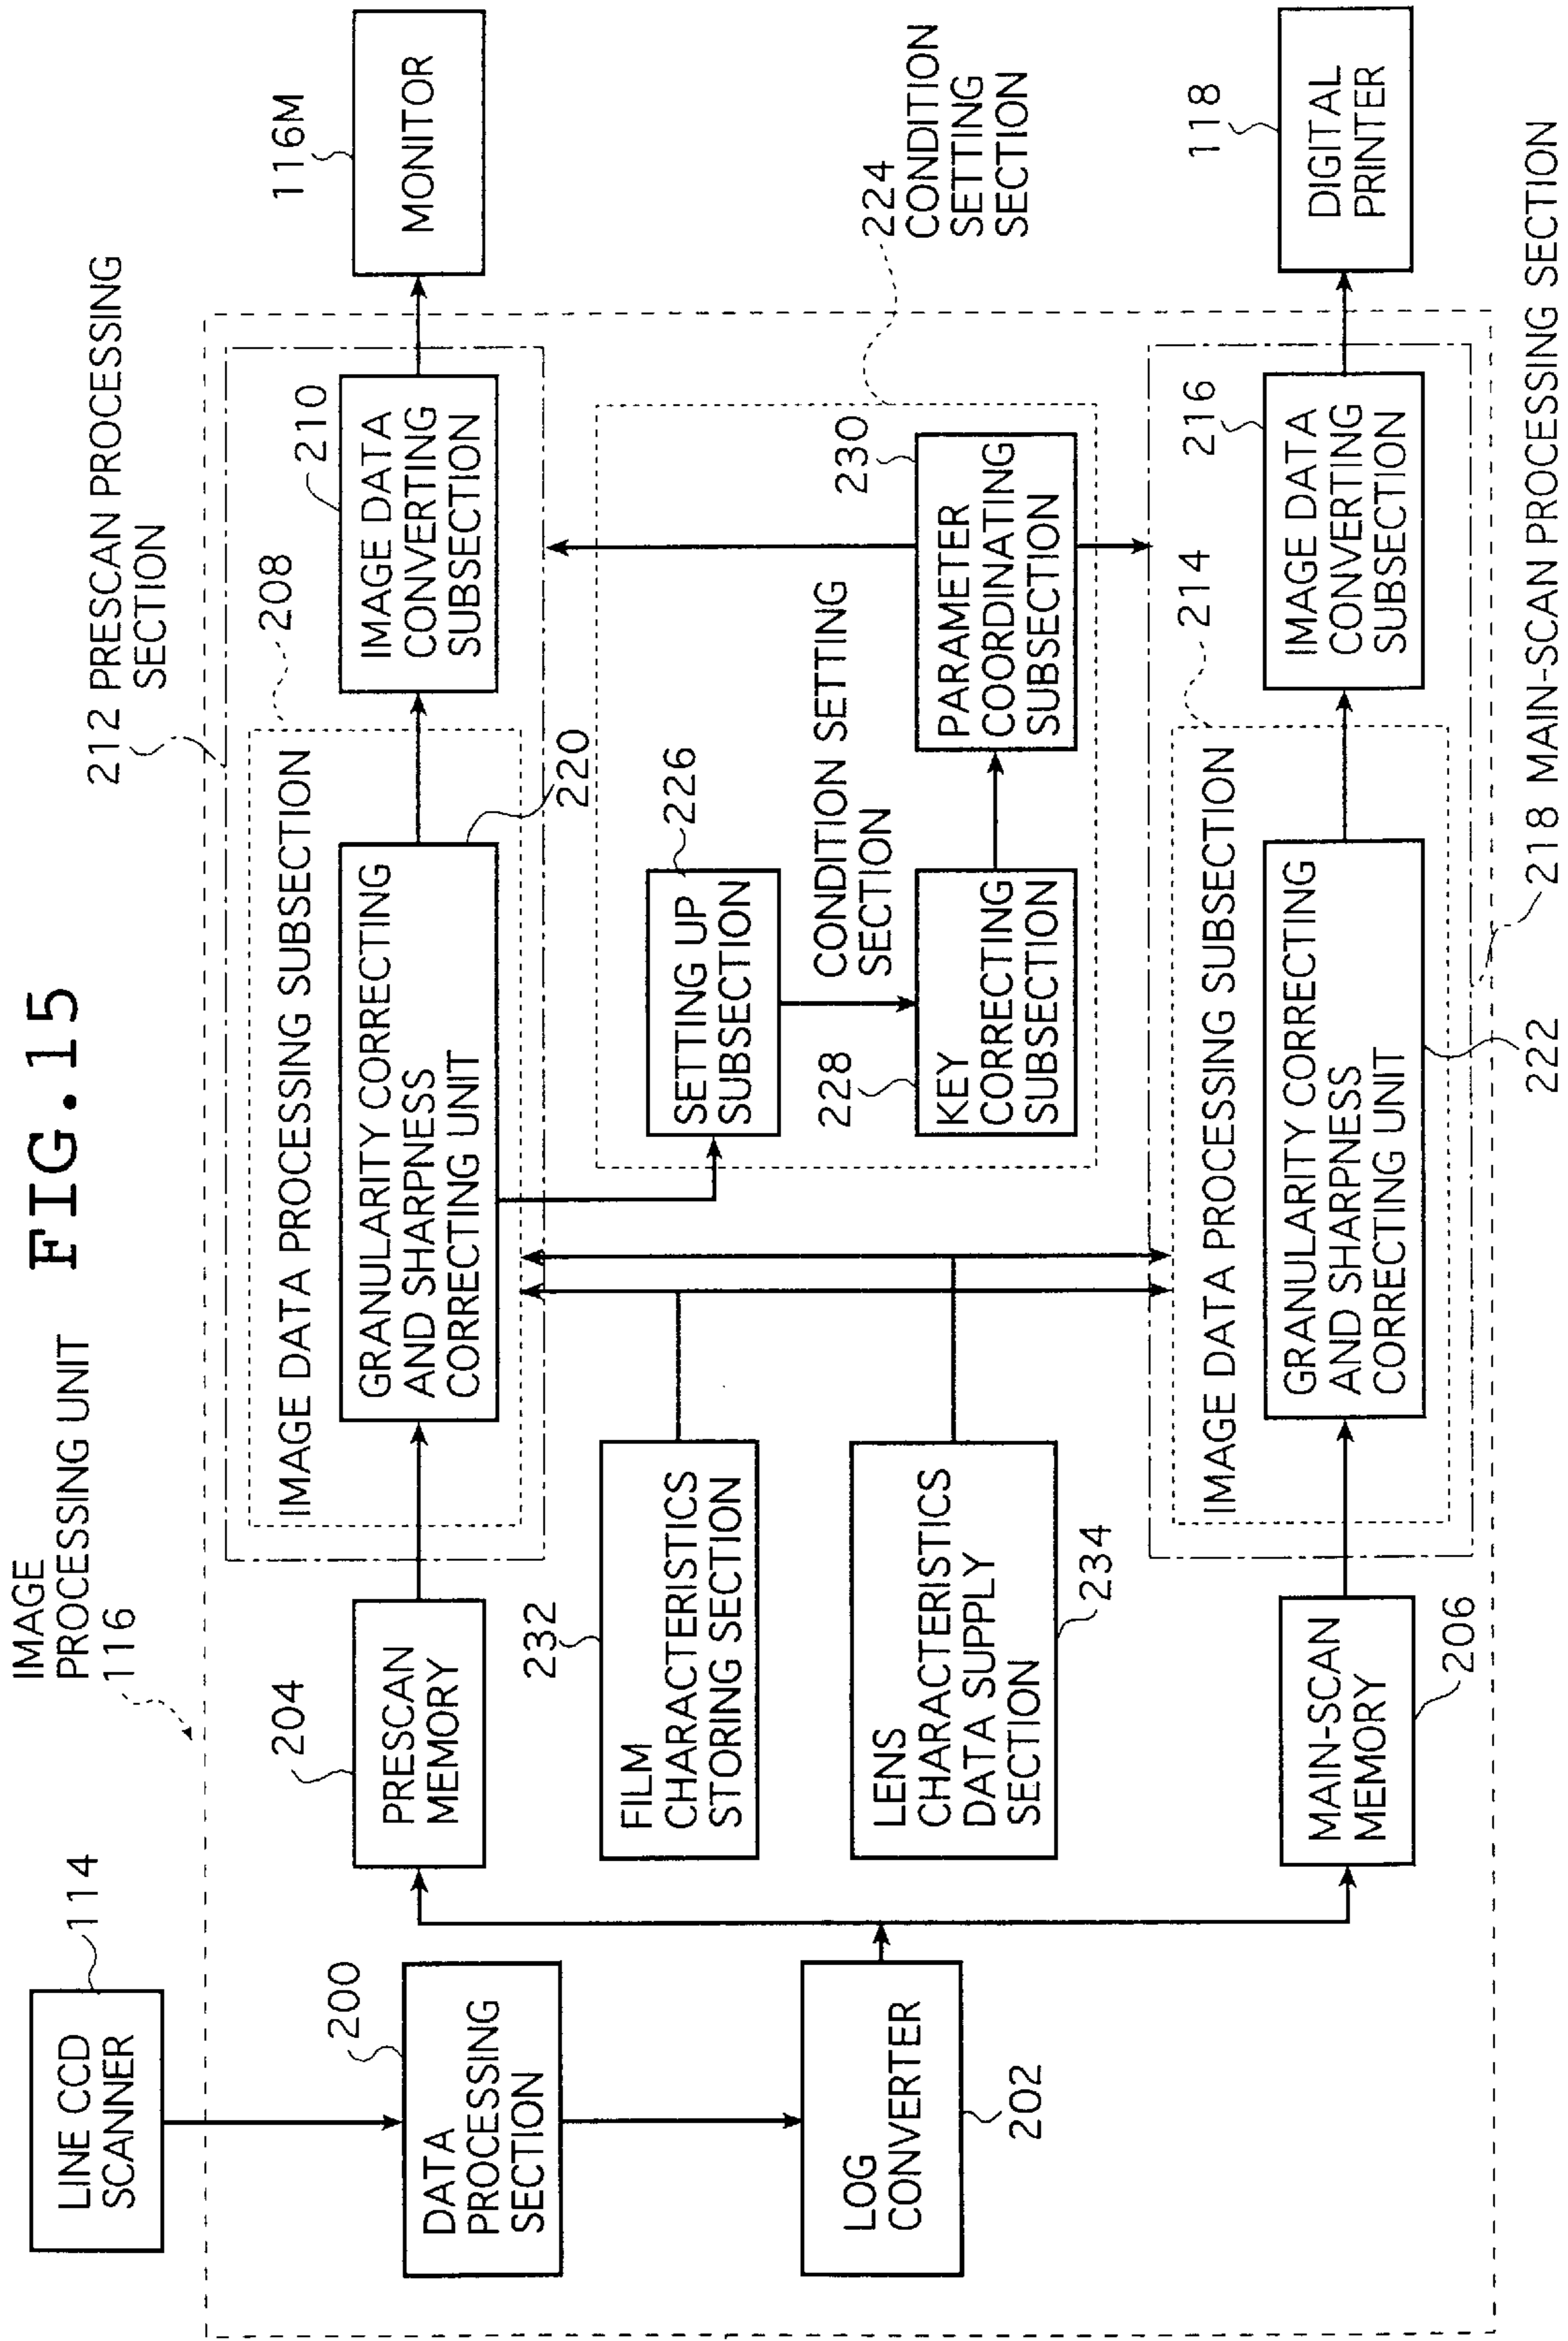 FIG.15
LINE CCD
SCANNER
114
IMAGE
PROCESSING UNIT
116
212 PRESCAN PROCESSING
SECTION
200
DATA
PROCESSING
SECTION
LOG
CONVERTER
202
204
PRESCAN
MEMORY
208
IMAGE DATA PROCESSING SUBSECTION
GRANULARITY CORRECTING
AND SHARPNESS
CORRECTING UNIT
220
210
IMAGE DATA
CONVERTING
SUBSECTION
116M
MONITOR
232
FILM
CHARACTERISTICS
STORING SECTION
LENS
CHARACTERISTICS
DATA SUPPLY
SECTION
234
226
SETTING UP
SUBSECTION
CONDITION SETTING
SECTION
228
KEY
CORRECTING
SUBSECTION
230
PARAMETER
COORDINATING
SUBSECTION
224
CONDITION
SETTING
SECTION
MAIN-SCAN
MEMORY
206
214
IMAGE DATA PROCESSING SUBSECTION
GRANULARITY CORRECTING
AND SHARPNESS
CORRECTING UNIT
222
216
IMAGE DATA
CONVERTING
SUBSECTION
118
DIGITAL
PRINTER
218 MAIN-SCAN PROCESSING SECTION